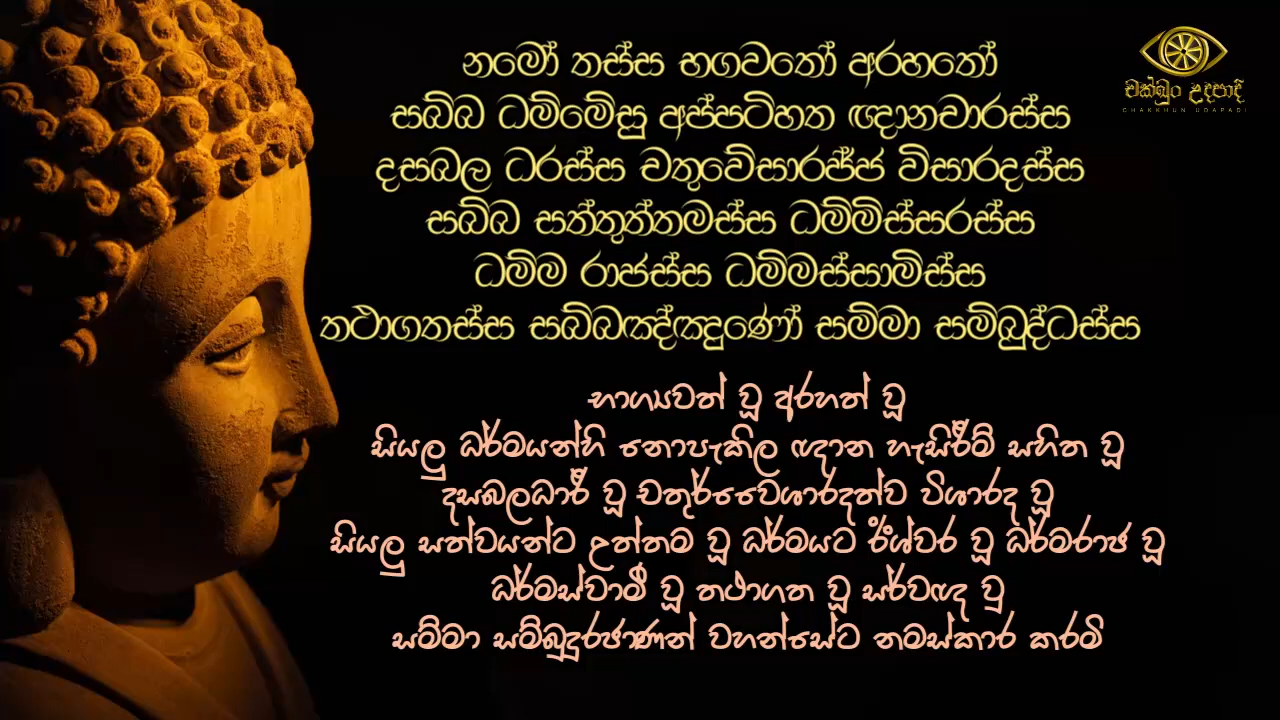 නමෝ තස්ස භගවතෝ අරහතෝ
සබ්බ ධම්මේසු අප්පටිහත ඥානචාරස්ස
දසබල ධරස්ස චතුවේසාරජ්ජ විසාරදස්ස
සබ්බ සත්තුත්තමස්ස ධම්මිස්සරස්ස
ධම්ම රාජස්ස ධම්මස්සාමිස්ස
තථාගතස්ස සබ්බඤ්ඤුණෝ සම්මා සම්බුද්ධස්ස
භාග්‍යවත් වූ අරහත් වූ
සියලු ධර්මයන්හි නොපැකිල ඥාන හැසිරීම් සහිත වූ
දසබලධාරී වූ චතුර්වෛශාරදත්ව විශාරද වූ
සියලු සත්වයන්ට උත්තම වූ ධර්මයට ඊශ්වර වූ ධර්මරාජ වූ
ධර්මස්වාමී වූ තථාගත වූ සර්වඥ වු
සම්මා සම්බුදුරජාණන් වහන්සේට නමස්කාර කරමි
චක්ඛුං උදපාදි
CHAKKHUN UDAPADI